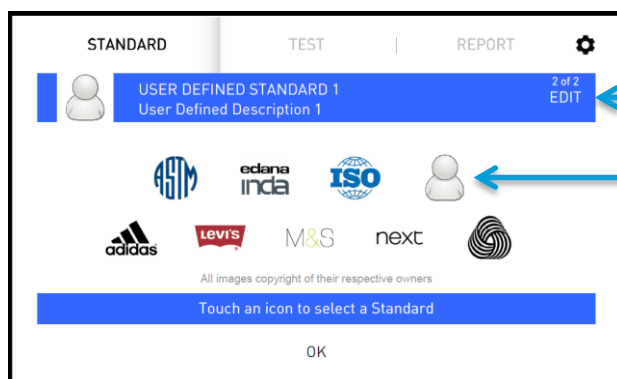 STANDARD TEST | REPORT
2 of 2
USER DEFINED STANDARD 1
EDIT
User Defined Description 1
ASTM
edana
inda
ISO
adidas
LEVI'S
M&S
next
All images copyright of their respective owners
Touch an icon to select a Standard
OK